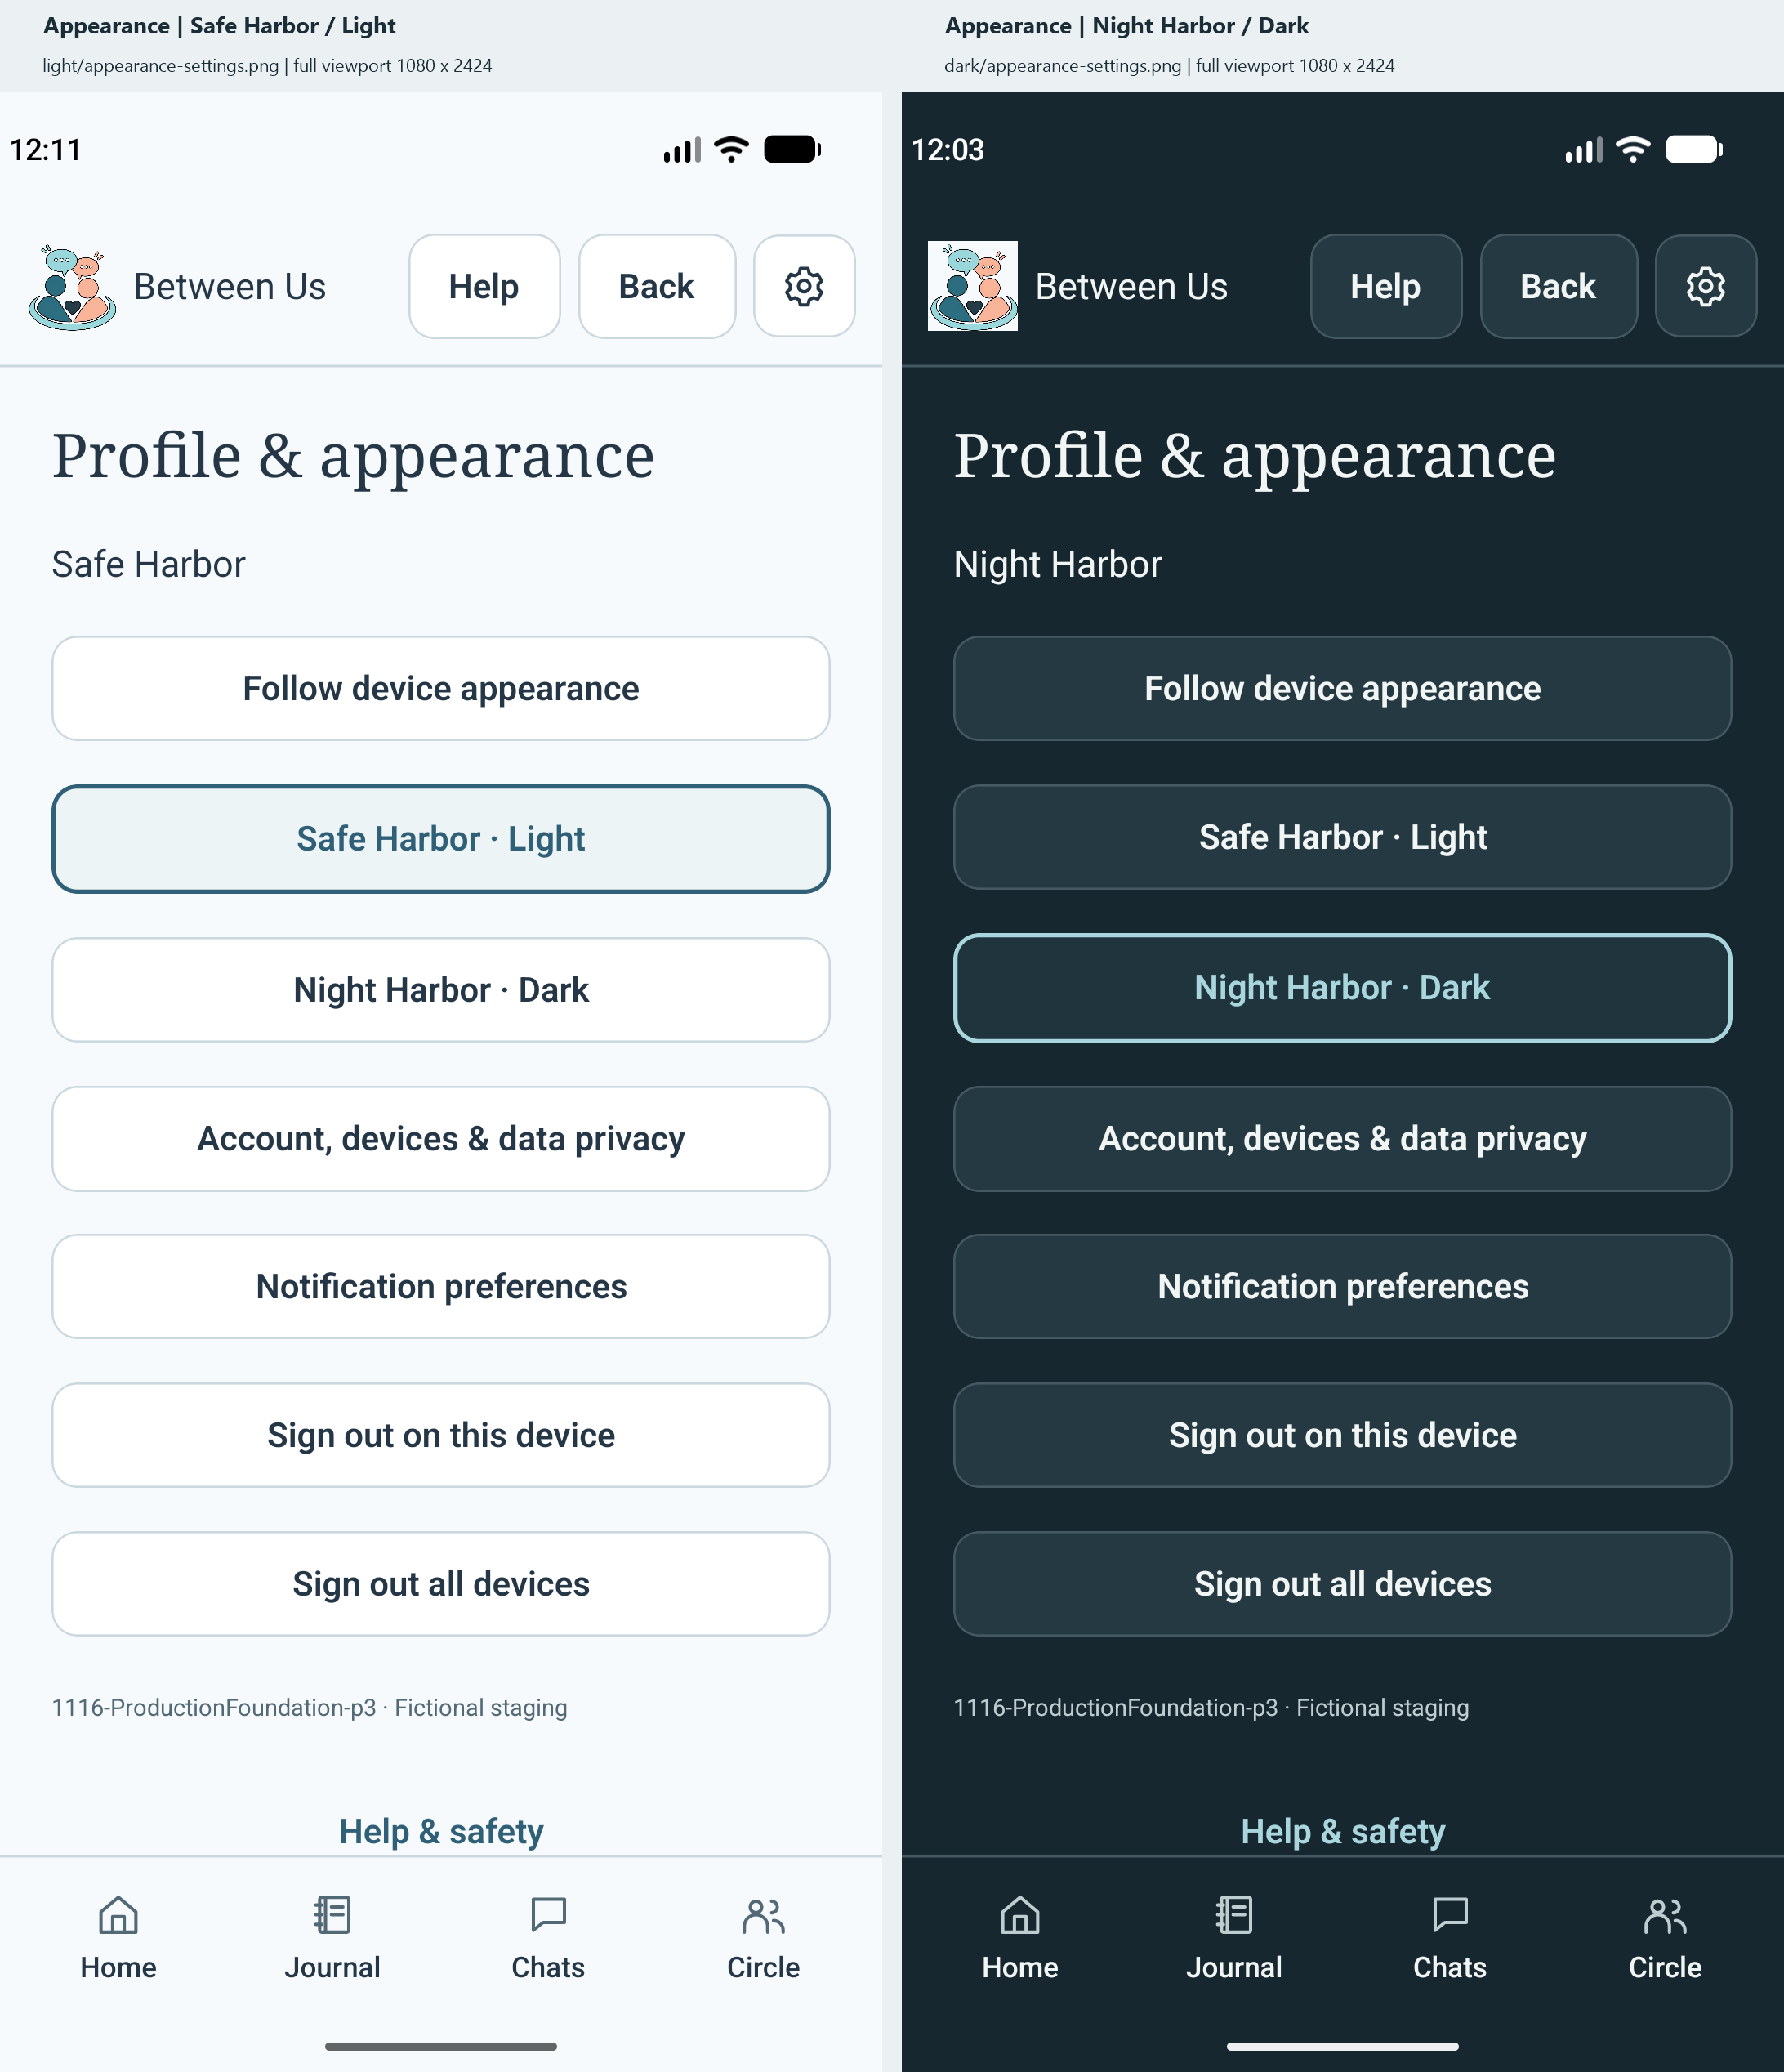 Appearance | Safe Harbor / Light
light/appearance-settings.png | full viewport 1080 x 2424
12:11
Between Us
Help
Back
Profile & appearance
Safe Harbor
Follow device appearance
Safe Harbor · Light
Night Harbor · Dark
Account, devices & data privacy
Notification preferences
Sign out on this device
Sign out all devices
1116-ProductionFoundation-p3 · Fictional staging
Help & safety
Home
Journal
Chats
Circle
Appearance | Night Harbor / Dark
dark/appearance-settings.png | full viewport 1080 x 2424
12:03
Between Us
Help
Back
Profile & appearance
Night Harbor
Follow device appearance
Safe Harbor · Light
Night Harbor · Dark
Account, devices & data privacy
Notification preferences
Sign out on this device
Sign out all devices
1116-ProductionFoundation-p3 · Fictional staging
Help & safety
Home
Journal
Chats
Circle